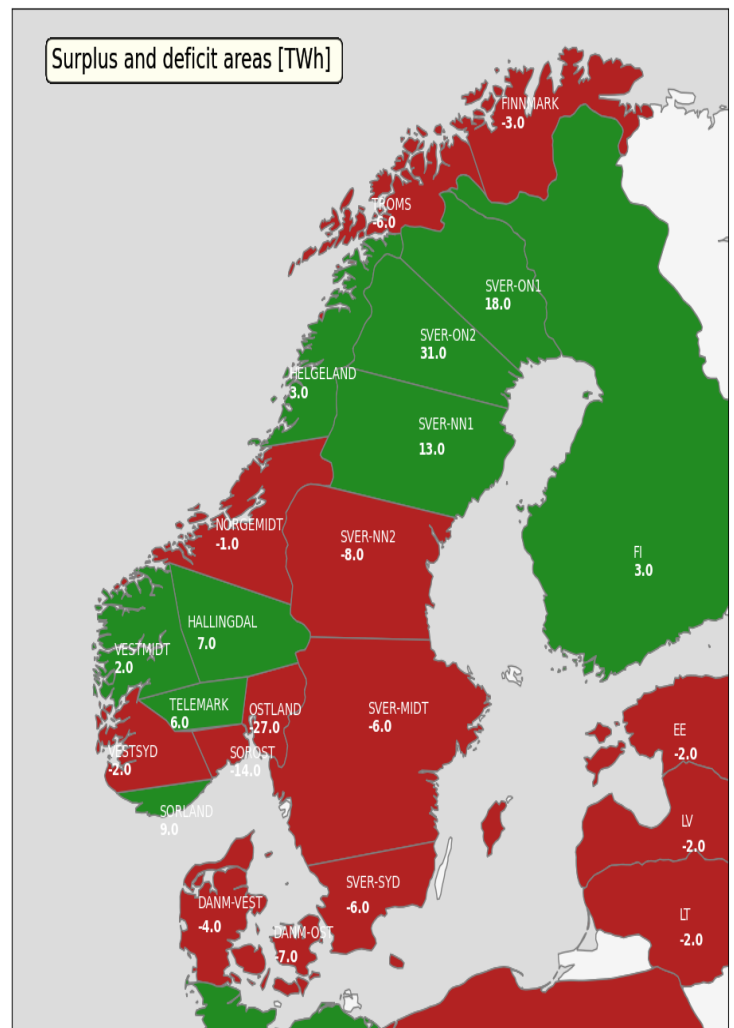 Surplus and deficit areas [TWh]
FINNMARK
-3.0
TROMS
-6.0
SVER-ON1
18.0
SVER-ON2
31.0
HELGELAND
3.0
SVER-NN1
13.0
NORGEMIDT
-1.0
SVER-NN2
-8.0
FI
3.0
HALLINGDAL
7.0
VESTMIDT
2.0
TELEMARK
6.0
OSTLAND
-27.0
SVER-MIDT
-6.0
VESTSYD
-2.0
SOROST
-14.0
EE
-2.0
SORLAND
9.0
LV
-2.0
SVER-SYD
-6.0
DANM-VEST
-4.0
LT
-2.0
DANM-OST
-7.0